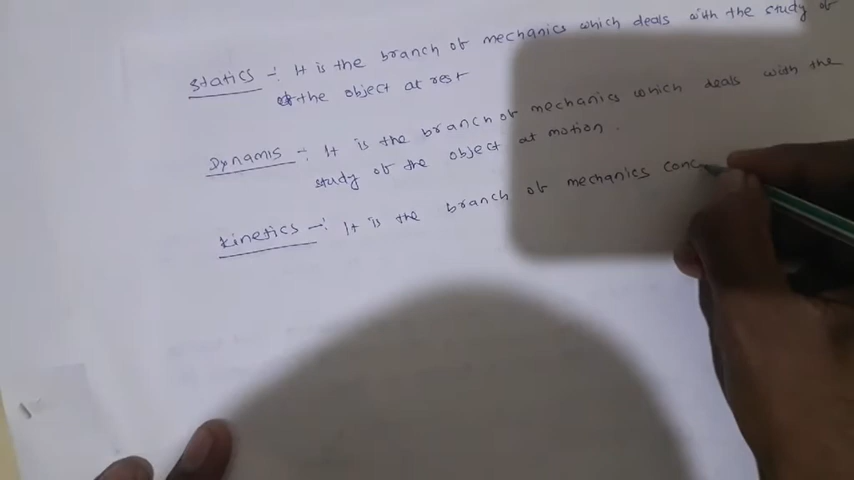 Statics -: It is the branch of mechanics which deals with the study of
the object at rest
Dynamis -: It is the branch of mechanics which deals with the
study of the object at motion.
Kinetics -: It is the branch of mechanics conc